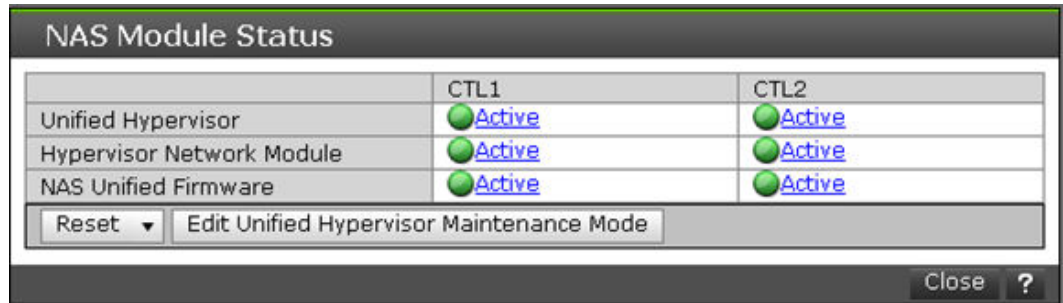 NAS Module Status
CTL1 CTL2
Unified Hypervisor Active Active
Hypervisor Network Module Active Active
NAS Unified Firmware Active Active
Reset Edit Unified Hypervisor Maintenance Mode
Close ?